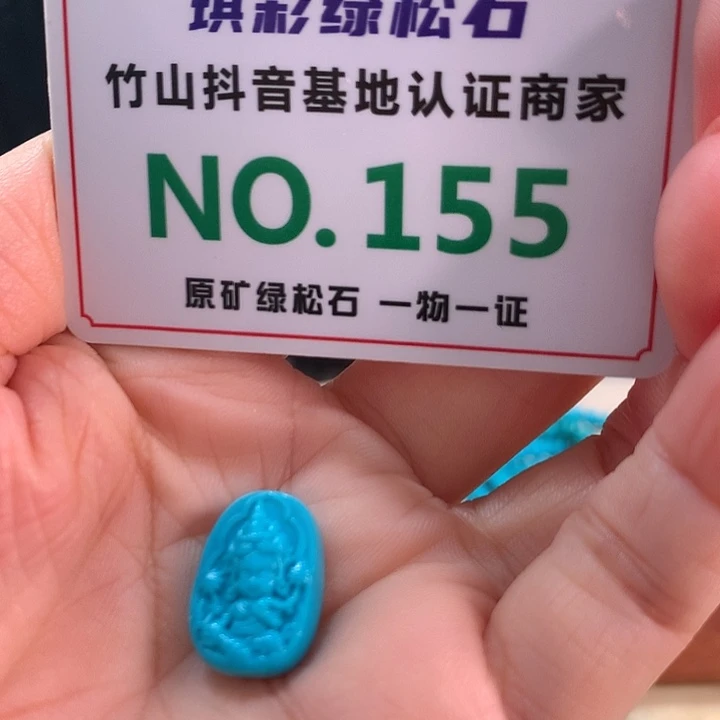 琪彩绿松石
竹山抖音基地认证商家
NO.155
原矿绿松石 一物一证